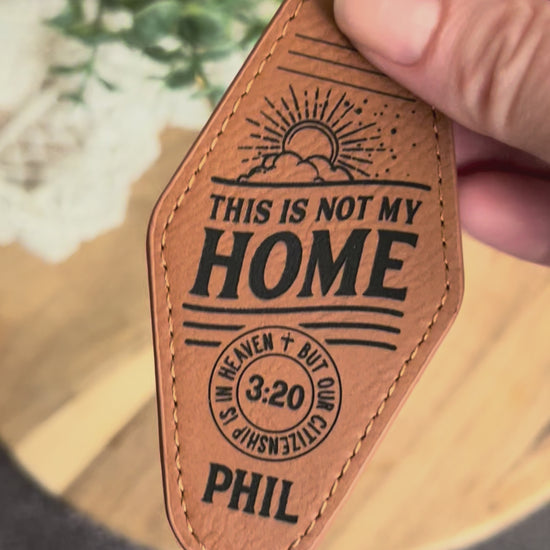 THIS IS NOT MY
HOME
BUT OUR CITIZENSHIP IS IN HEAVEN
3:20
PHIL